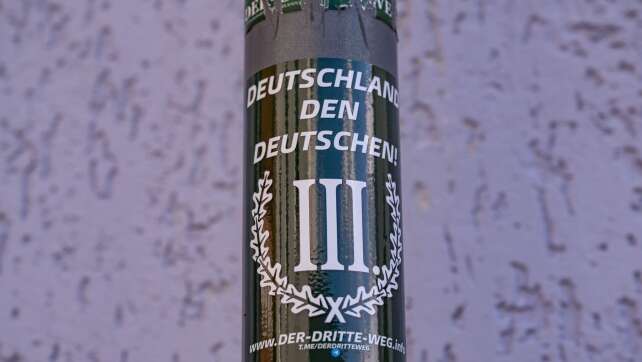 DEUTSCHLAND
DEN
DEUTSCHEN!
III.
www.DER-DRITTE-WEG.info
T.ME/DERDRITTEWEG